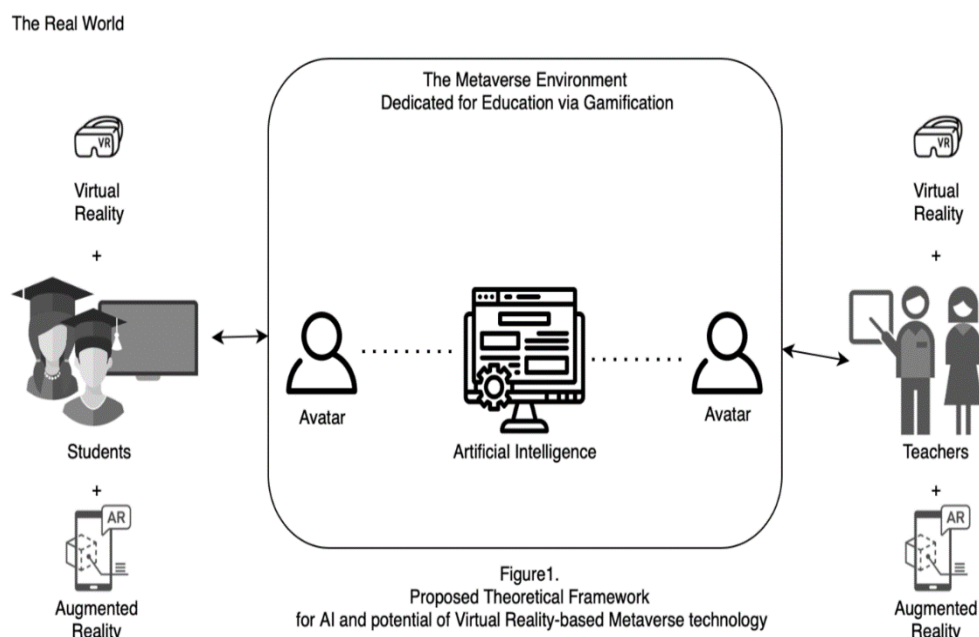 The Real World
The Metaverse Environment
Dedicated for Education via Gamification
VR
Virtual
Reality
+
Students
+
AR
Augmented
Reality
Avatar
Artificial Intelligence
Avatar
VR
Virtual
Reality
+
Teachers
+
AR
Augmented
Reality
Figure1.
Proposed Theoretical Framework
for AI and potential of Virtual Reality-based Metaverse technology